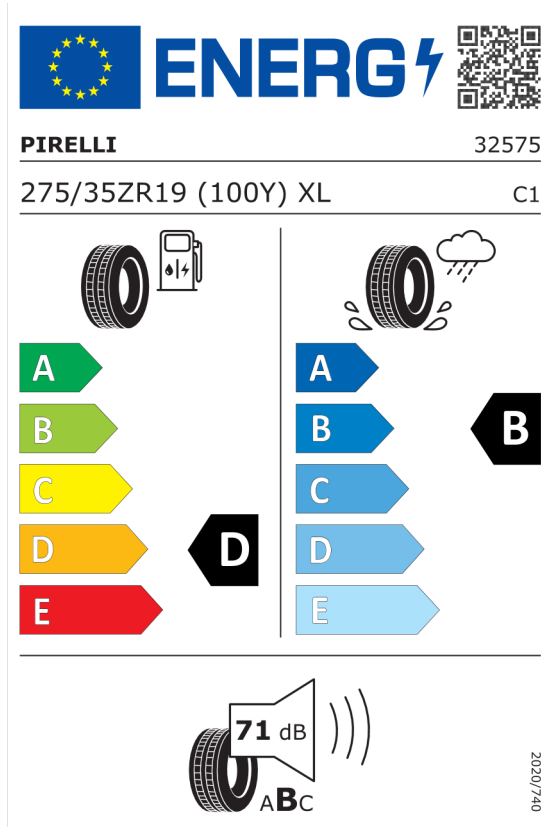 ENERG
PIRELLI 32575
275/35ZR19 (100Y) XL C1
A A
B B B
C C
D D D
E E
71 dB
ABC
2020/740